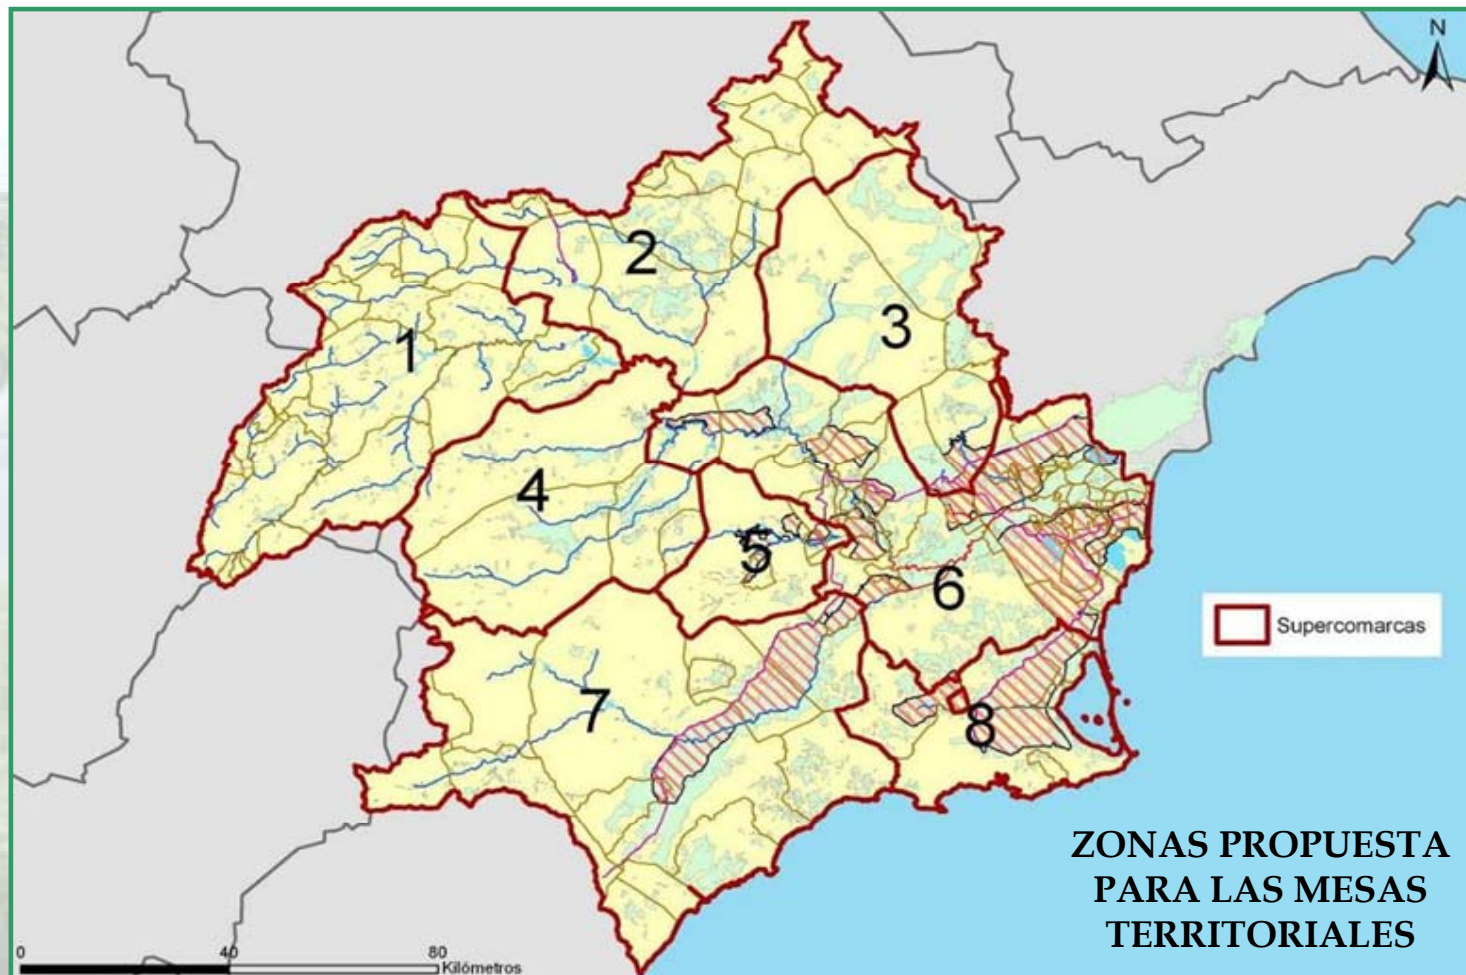 N
2
3
1
4
5
6
Supercomarcas
7
8
ZONAS PROPUESTA
PARA LAS MESAS
TERRITORIALES
0 40 80
Kilómetros